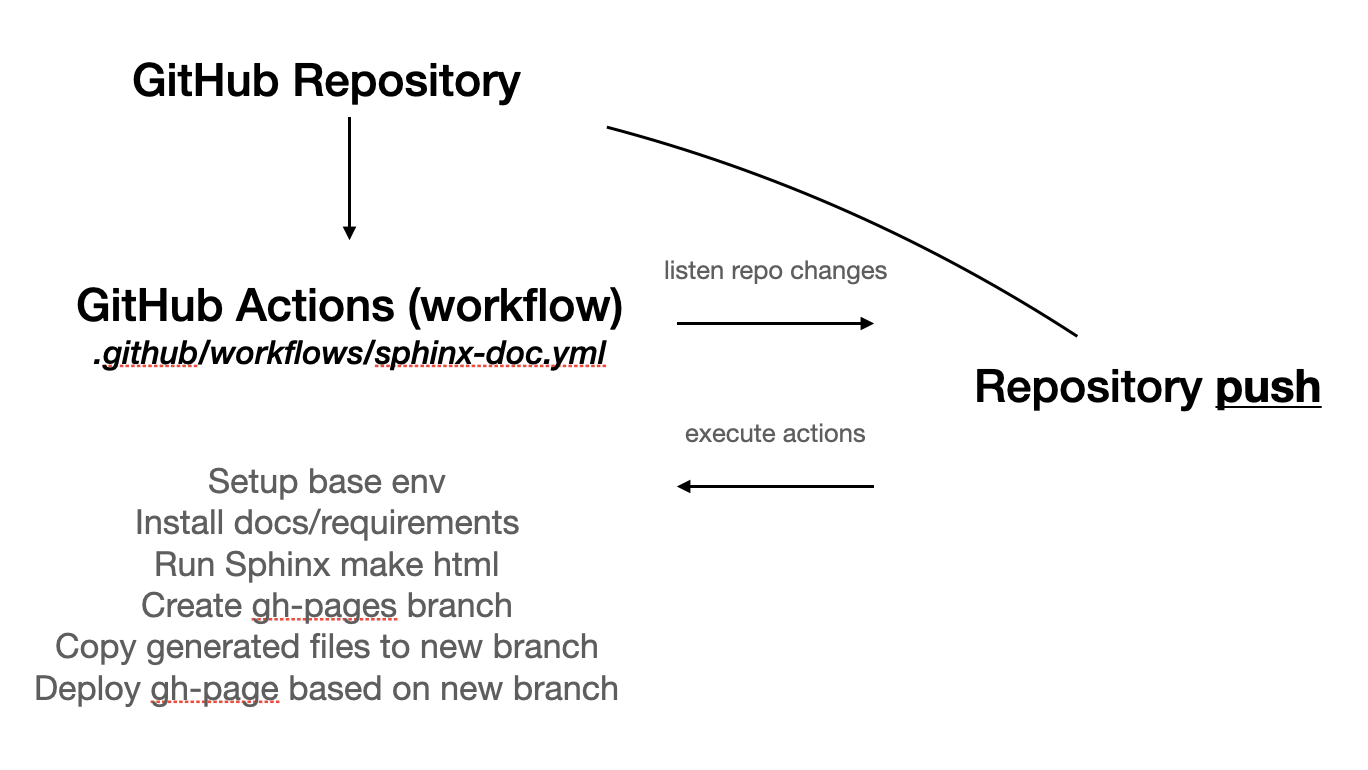 GitHub Repository
listen repo changes
GitHub Actions (workflow)
.github/workflows/sphinx-doc.yml
Repository push
execute actions
Setup base env
Install docs/requirements
Run Sphinx make html
Create gh-pages branch
Copy generated files to new branch
Deploy gh-page based on new branch